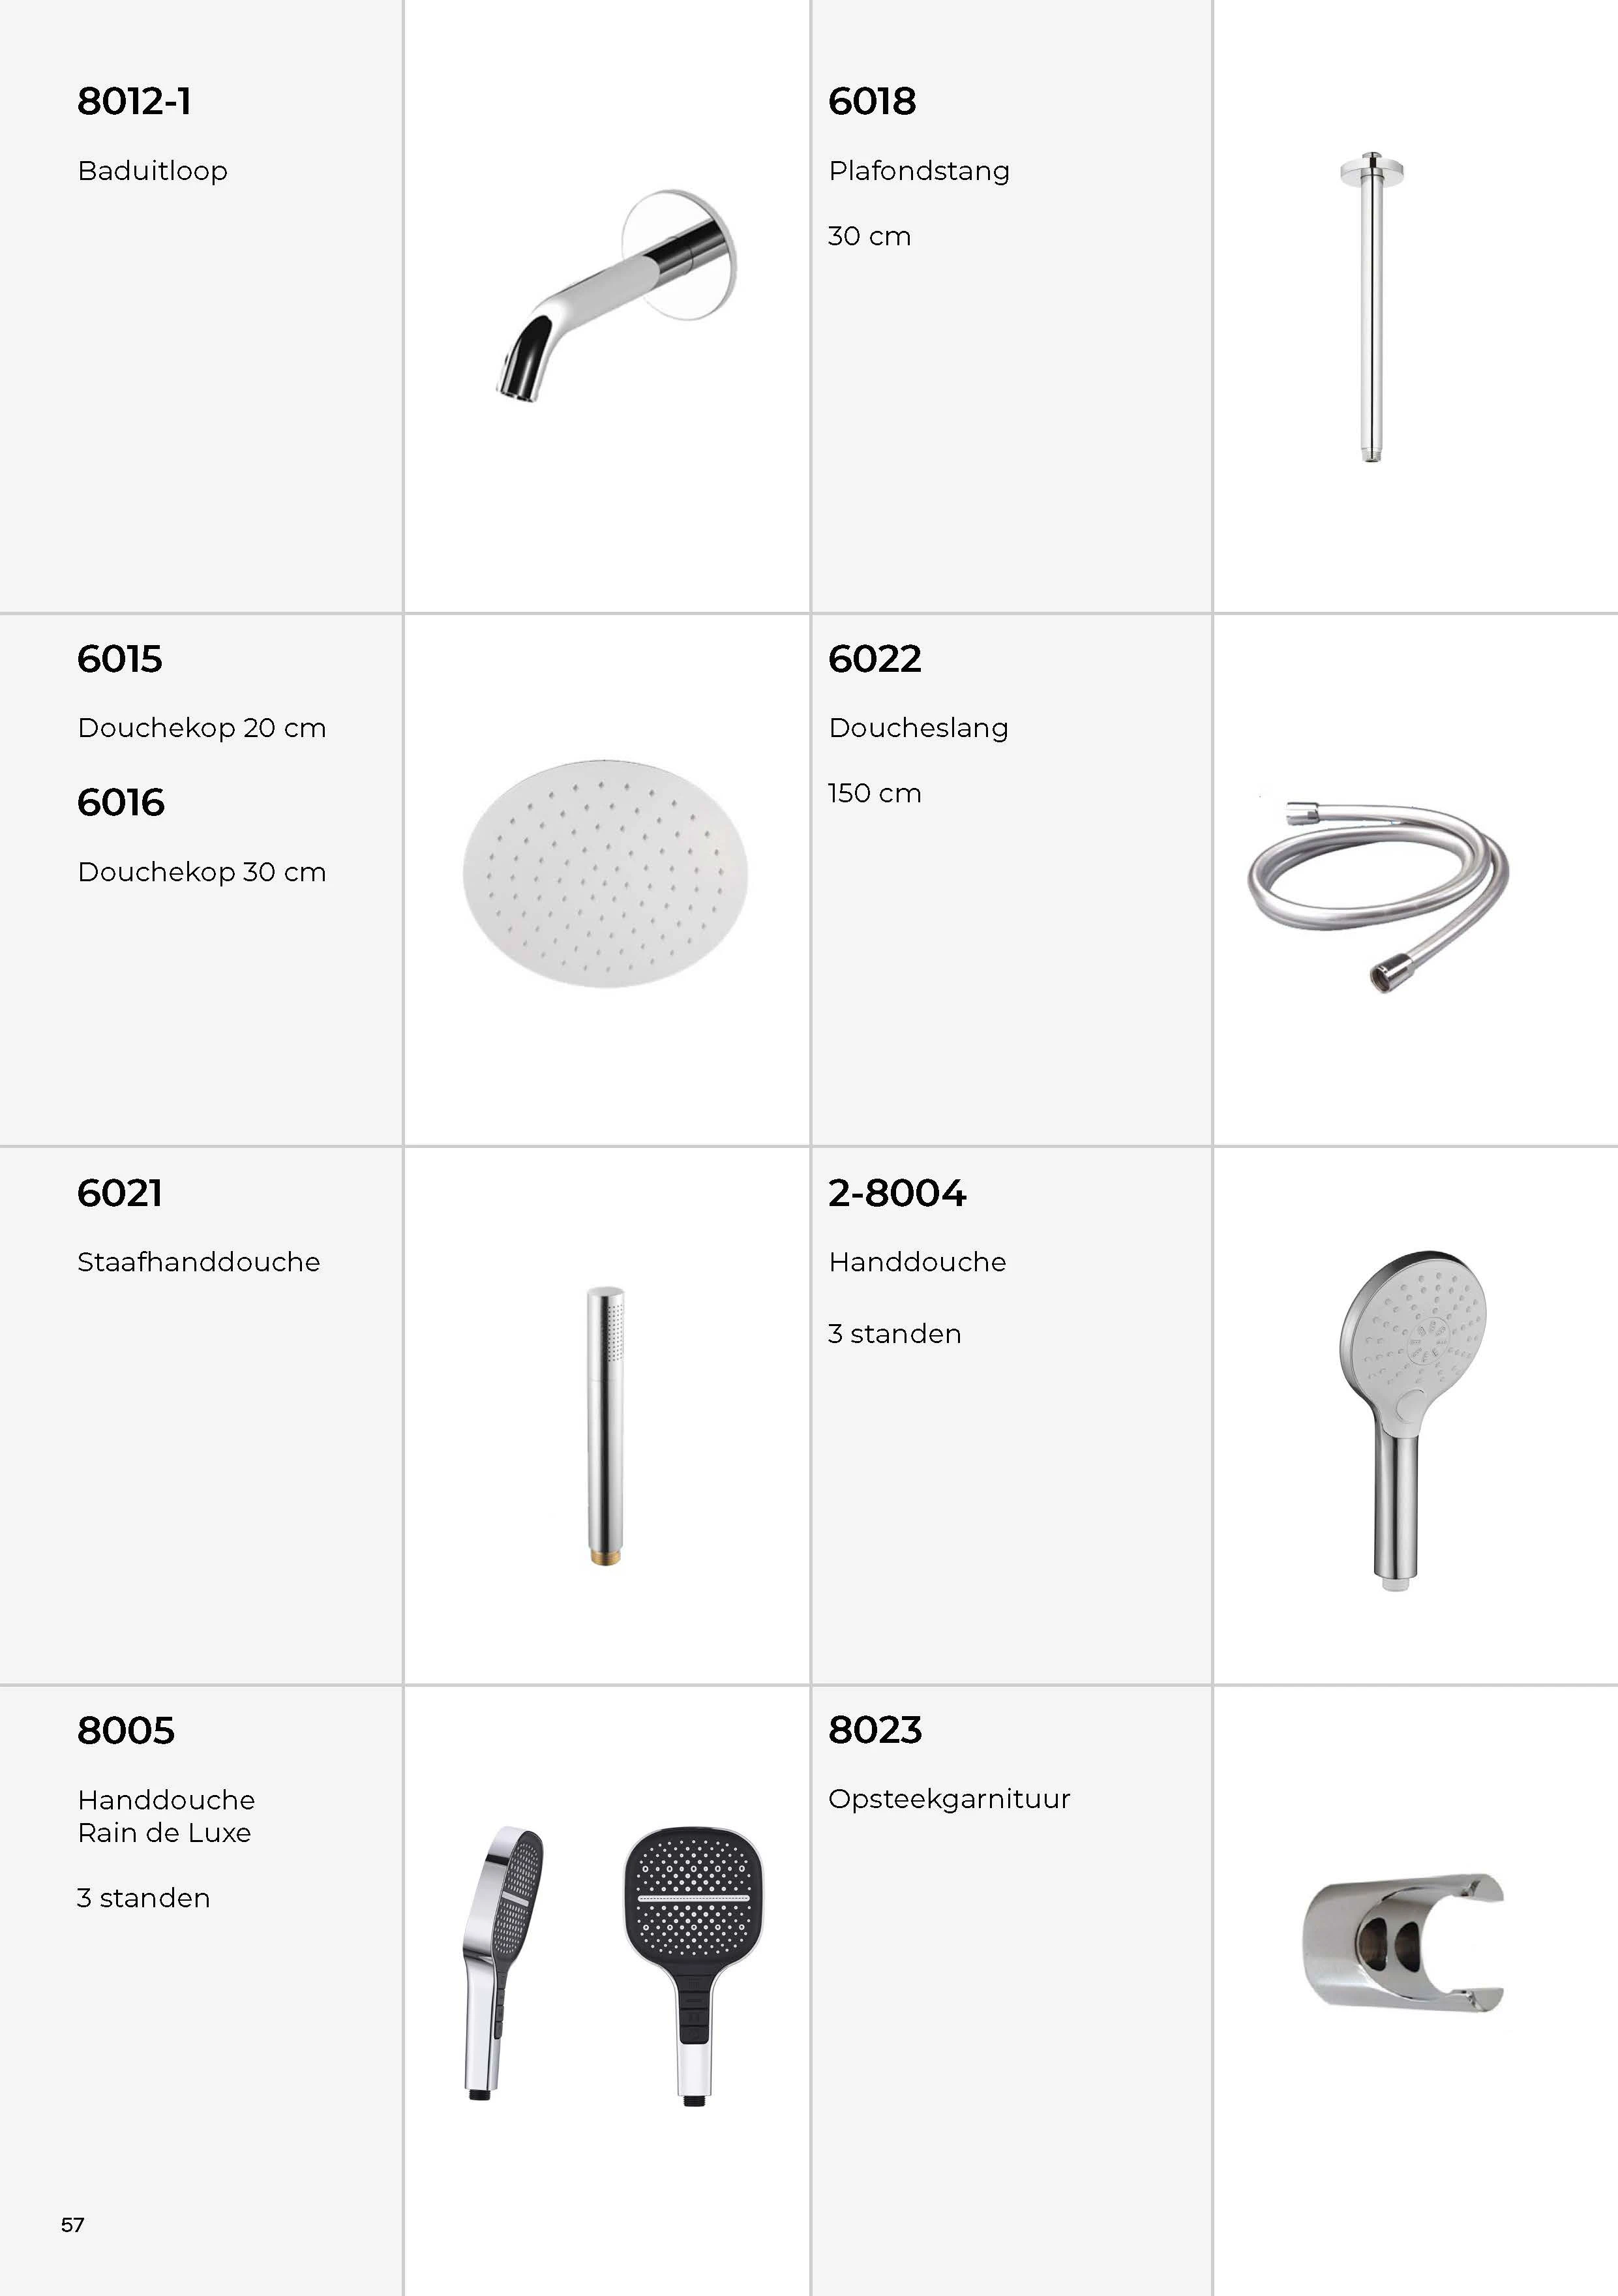 8012-1
Baduitloop
6018
Plafondstang
30 cm
6015
Douchekop 20 cm
6016
Douchekop 30 cm
6022
Doucheslang
150 cm
6021
Staafhanddouche
2-8004
Handdouche
3 standen
8005
Handdouche
Rain de Luxe
3 standen
8023
Opsteekgarnituur
57